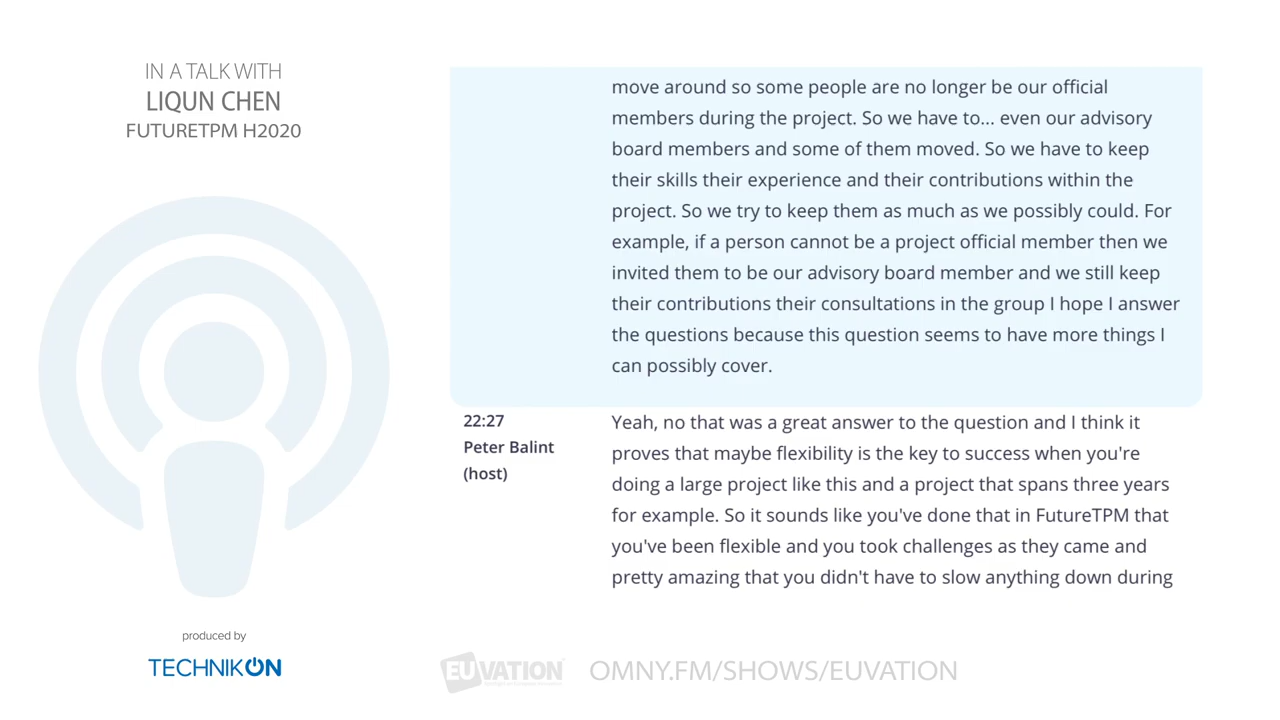 IN A TALK WITH
LIQUN CHEN
FUTURETPM H2020
move around so some people are no longer be our official
members during the project. So we have to... even our advisory
board members and some of them moved. So we have to keep
their skills their experience and their contributions within the
project. So we try to keep them as much as we possibly could. For
example, if a person cannot be a project official member then we
invited them to be our advisory board member and we still keep
their contributions their consultations in the group I hope I answer
the questions because this question seems to have more things I
can possibly cover.
22:27
Peter Balint
(host)
Yeah, no that was a great answer to the question and I think it
proves that maybe flexibility is the key to success when you're
doing a large project like this and a project that spans three years
for example. So it sounds like you've done that in FutureTPM that
you've been flexible and you took challenges as they came and
pretty amazing that you didn't have to slow anything down during
produced by
TECHNIKON
EUVATION
OMNY.FM/SHOWS/EUVATION